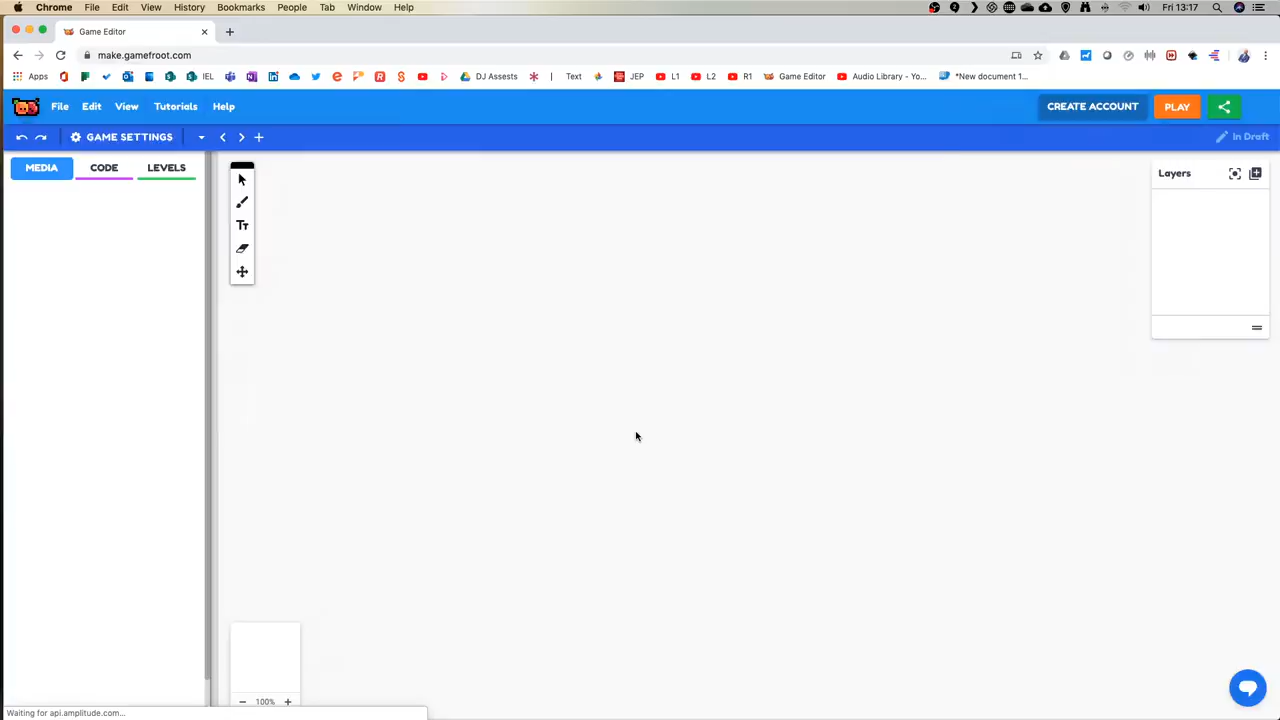 Chrome File Edit View History Bookmarks People Tab Window Help Fri 13:17
Game Editor
make.gamefroot.com
Apps IEL DJ Assests Text JEP L1 L2 R1 Game Editor Audio Library - Yo... *New document 1...
File Edit View Tutorials Help CREATE ACCOUNT PLAY
GAME SETTINGS In Draft
MEDIA CODE LEVELS Layers
Tt
100%
Waiting for api.amplitude.com...